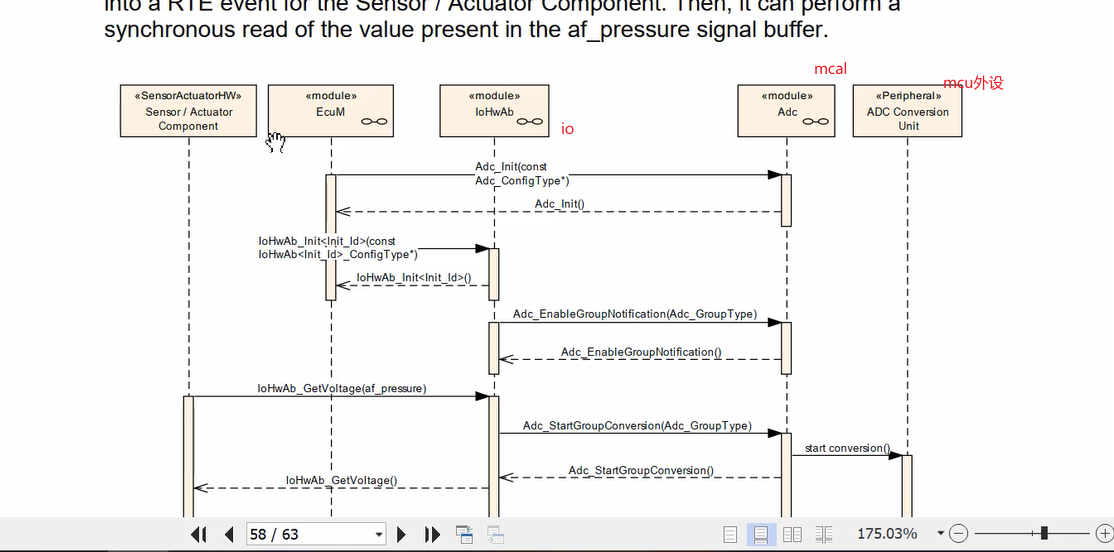 into a RTE event for the Sensor / Actuator Component. Then, it can perform a
synchronous read of the value present in the af_pressure signal buffer.
mcal
mcu外设
«SensorActuatorHW»
Sensor / Actuator
Component
«module»
EcuM
«module»
IoHwAb
io
«module»
Adc
«Peripheral»
ADC Conversion
Unit
Adc_Init(const
Adc_ConfigType*)
Adc_Init()
IoHwAb_Init<Init_Id>(const
IoHwAb<Init_Id>_ConfigType*)
IoHwAb_Init<Init_Id>()
Adc_EnableGroupNotification(Adc_GroupType)
Adc_EnableGroupNotification()
IoHwAb_GetVoltage(af_pressure)
Adc_StartGroupConversion(Adc_GroupType)
start conversion()
Adc_StartGroupConversion()
IoHwAb_GetVoltage()
58 / 63
175.03%